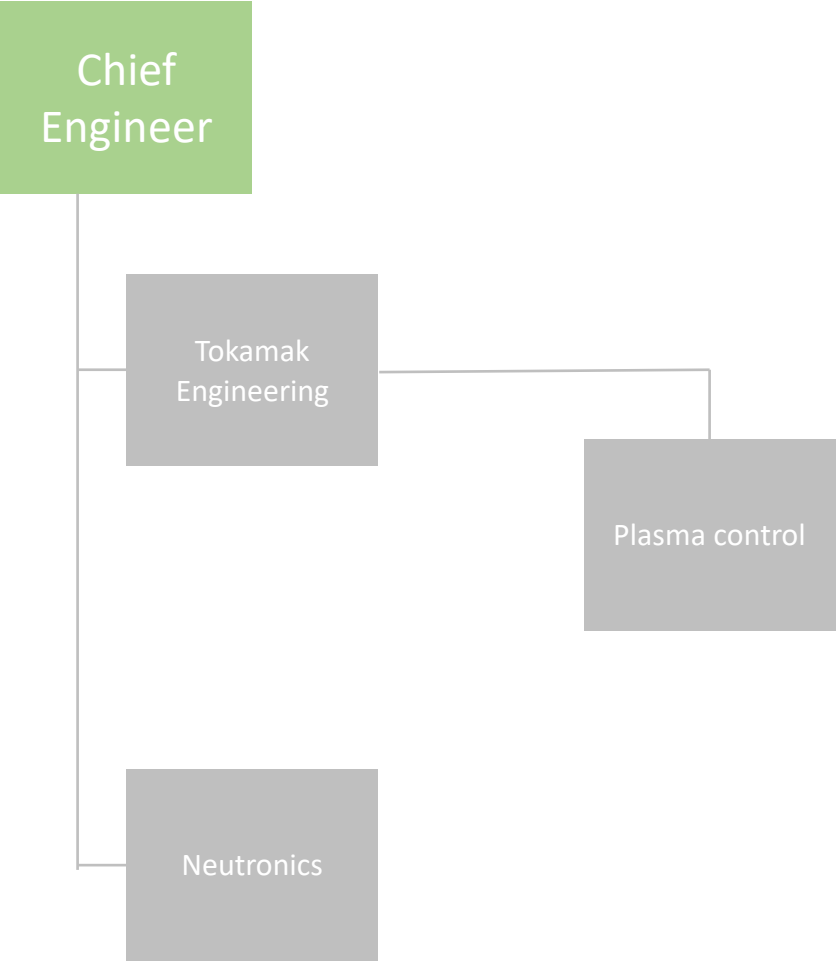 Chief
Engineer
Tokamak
Engineering
Plasma control
Neutronics